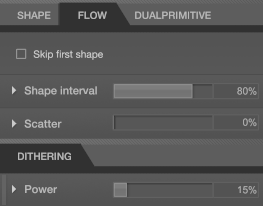 SHAPE FLOW DUALPRIMITIVE
Skip first shape
Shape interval 80%
Scatter 0%
DITHERING
Power 15%